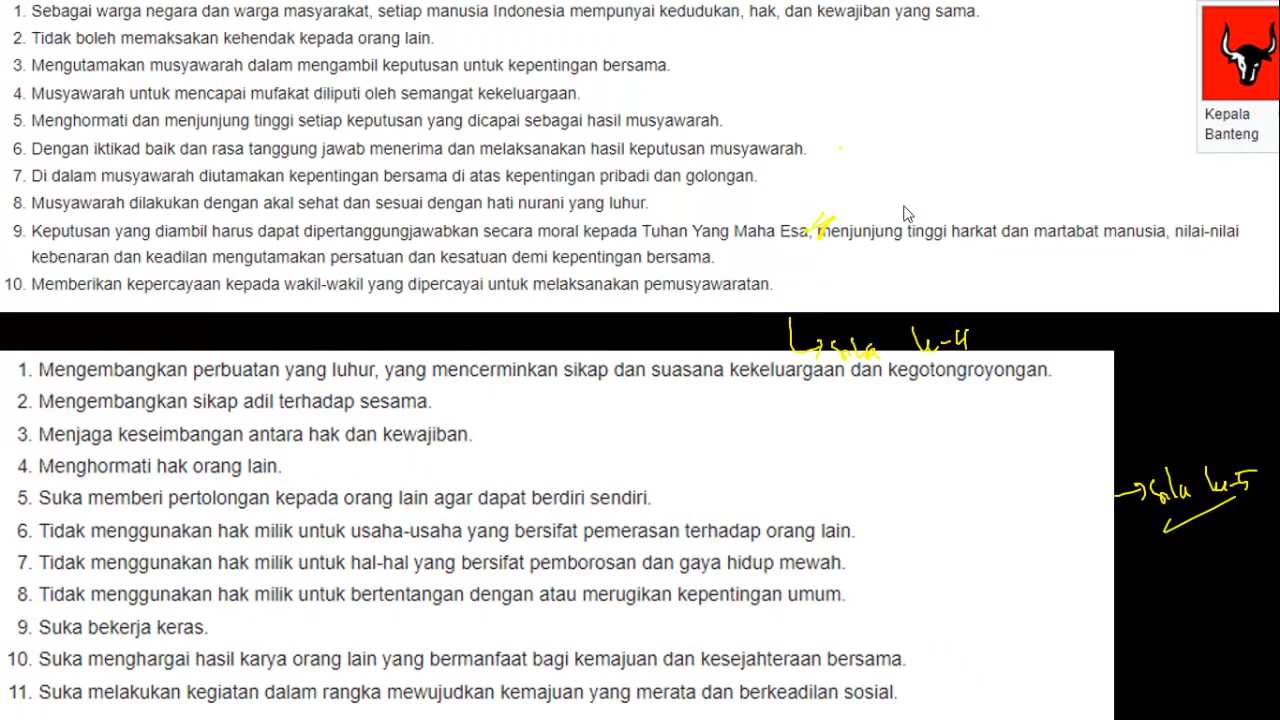 1. Sebagai warga negara dan warga masyarakat, setiap manusia Indonesia mempunyai kedudukan, hak, dan kewajiban yang sama.
2. Tidak boleh memaksakan kehendak kepada orang lain.
3. Mengutamakan musyawarah dalam mengambil keputusan untuk kepentingan bersama.
4. Musyawarah untuk mencapai mufakat diliputi oleh semangat kekeluargaan.
5. Menghormati dan menjunjung tinggi setiap keputusan yang dicapai sebagai hasil musyawarah.
6. Dengan iktikad baik dan rasa tanggung jawab menerima dan melaksanakan hasil keputusan musyawarah.
7. Di dalam musyawarah diutamakan kepentingan bersama di atas kepentingan pribadi dan golongan.
8. Musyawarah dilakukan dengan akal sehat dan sesuai dengan hati nurani yang luhur.
9. Keputusan yang diambil harus dapat dipertanggungjawabkan secara moral kepada Tuhan Yang Maha Esa, menjunjung tinggi harkat dan martabat manusia, nilai-nilai
kebenaran dan keadilan mengutamakan persatuan dan kesatuan demi kepentingan bersama.
10. Memberikan kepercayaan kepada wakil-wakil yang dipercayai untuk melaksanakan pemusyawaratan.
Kepala
Banteng
sila ke-4
1. Mengembangkan perbuatan yang luhur, yang mencerminkan sikap dan suasana kekeluargaan dan kegotongroyongan.
2. Mengembangkan sikap adil terhadap sesama.
3. Menjaga keseimbangan antara hak dan kewajiban.
4. Menghormati hak orang lain.
5. Suka memberi pertolongan kepada orang lain agar dapat berdiri sendiri.
6. Tidak menggunakan hak milik untuk usaha-usaha yang bersifat pemerasan terhadap orang lain.
7. Tidak menggunakan hak milik untuk hal-hal yang bersifat pemborosan dan gaya hidup mewah.
8. Tidak menggunakan hak milik untuk bertentangan dengan atau merugikan kepentingan umum.
9. Suka bekerja keras.
10. Suka menghargai hasil karya orang lain yang bermanfaat bagi kemajuan dan kesejahteraan bersama.
11. Suka melakukan kegiatan dalam rangka mewujudkan kemajuan yang merata dan berkeadilan sosial.
sila ke-5